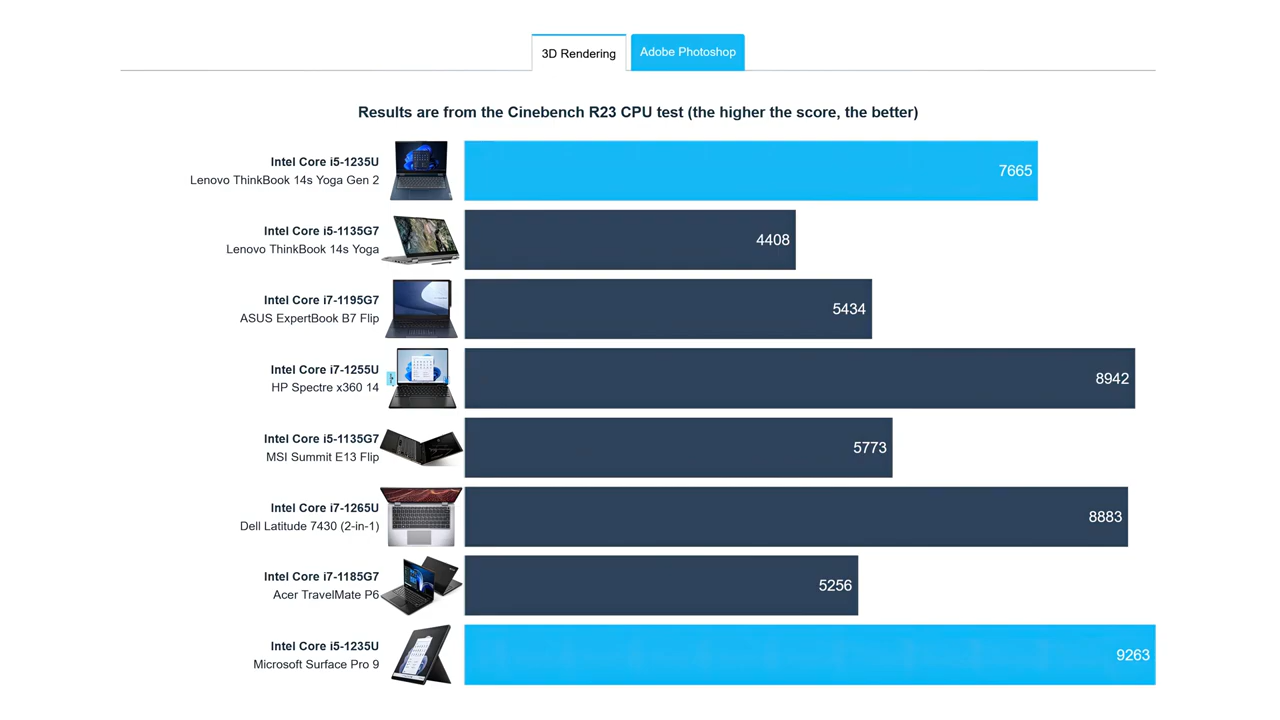 3D Rendering
Adobe Photoshop
Results are from the Cinebench R23 CPU test (the higher the score, the better)
Intel Core i5-1235U
Lenovo ThinkBook 14s Yoga Gen 2
7665
Intel Core i5-1135G7
Lenovo ThinkBook 14s Yoga
4408
Intel Core i7-1195G7
ASUS ExpertBook B7 Flip
5434
Intel Core i7-1255U
HP Spectre x360 14
8942
Intel Core i5-1135G7
MSI Summit E13 Flip
5773
Intel Core i7-1265U
Dell Latitude 7430 (2-in-1)
8883
Intel Core i7-1185G7
Acer TravelMate P6
5256
Intel Core i5-1235U
Microsoft Surface Pro 9
9263